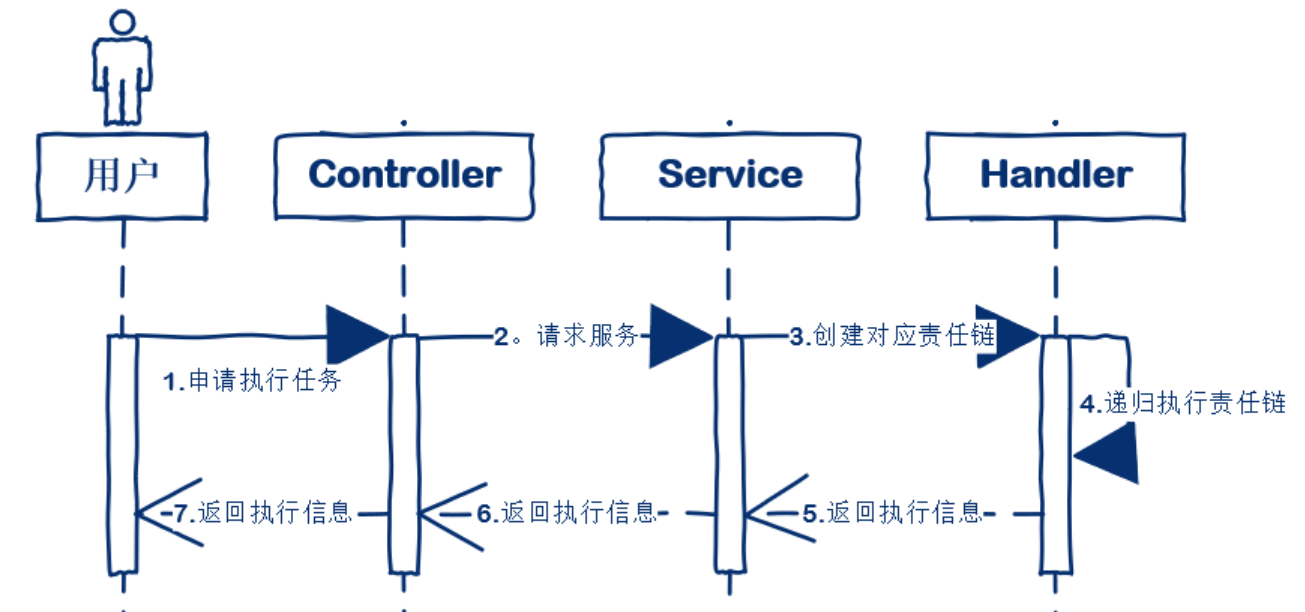 用户
Controller
Service
Handler
1.申请执行任务
2。请求服务
3.创建对应责任链
4.递归执行责任链
5.返回执行信息
6.返回执行信息
7.返回执行信息